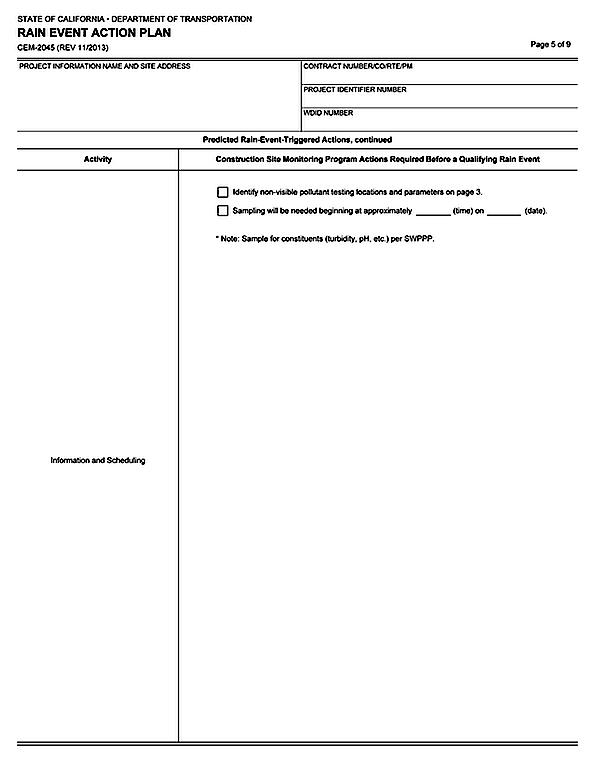 STATE OF CALIFORNIA • DEPARTMENT OF TRANSPORTATION
RAIN EVENT ACTION PLAN
CEM-2045 (REV 11/2013)
Page 5 of 9
PROJECT INFORMATION NAME AND SITE ADDRESS
CONTRACT NUMBER/CO/RTE/PM
PROJECT IDENTIFIER NUMBER
WDID NUMBER
Predicted Rain-Event-Triggered Actions, continued
Activity
Construction Site Monitoring Program Actions Required Before a Qualifying Rain Event
Identify non-visible pollutant testing locations and parameters on page 3.
Sampling will be needed beginning at approximately ________ (time) on ________ (date).
* Note: Sample for constituents (turbidity, pH, etc.) per SWPPP.
Information and Scheduling